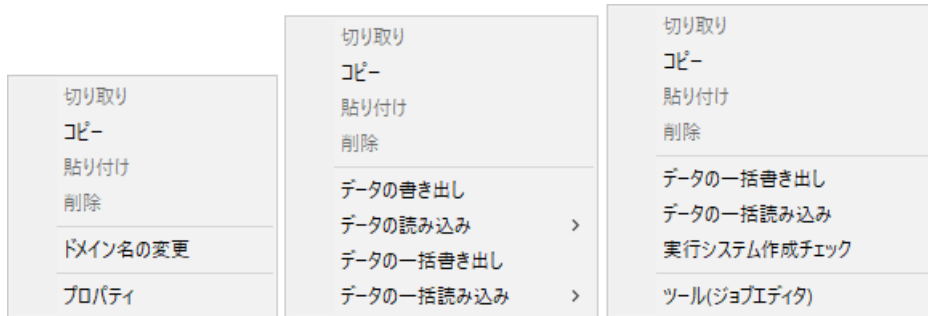 切り取り
コピー
貼り付け
削除
ドメイン名の変更
プロパティ
切り取り
コピー
貼り付け
削除
データの書き出し
データの読み込み
データの一括書き出し
データの一括読み込み
切り取り
コピー
貼り付け
削除
データの一括書き出し
データの一括読み込み
実行システム作成チェック
ツール(ジョブエディタ)